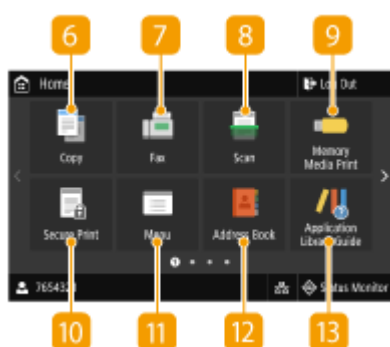 6 7 8 9
Home Log Out
Copy Fax Scan Memory Media Print
Secure Print Menu Address Book Application Library Guide
7654321 Status Monitor
10 11 12 13